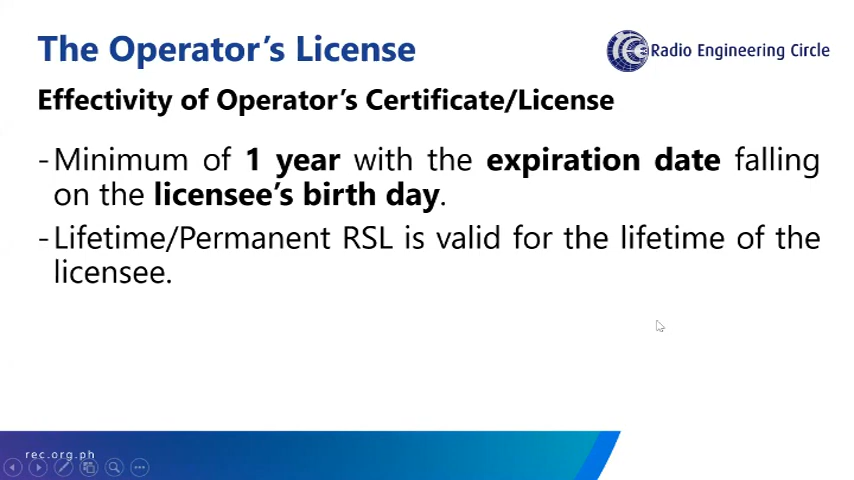 The Operator’s License
Radio Engineering Circle
Effectivity of Operator’s Certificate/License
- Minimum of 1 year with the expiration date falling
on the licensee’s birth day.
- Lifetime/Permanent RSL is valid for the lifetime of the
licensee.
rec.org.ph